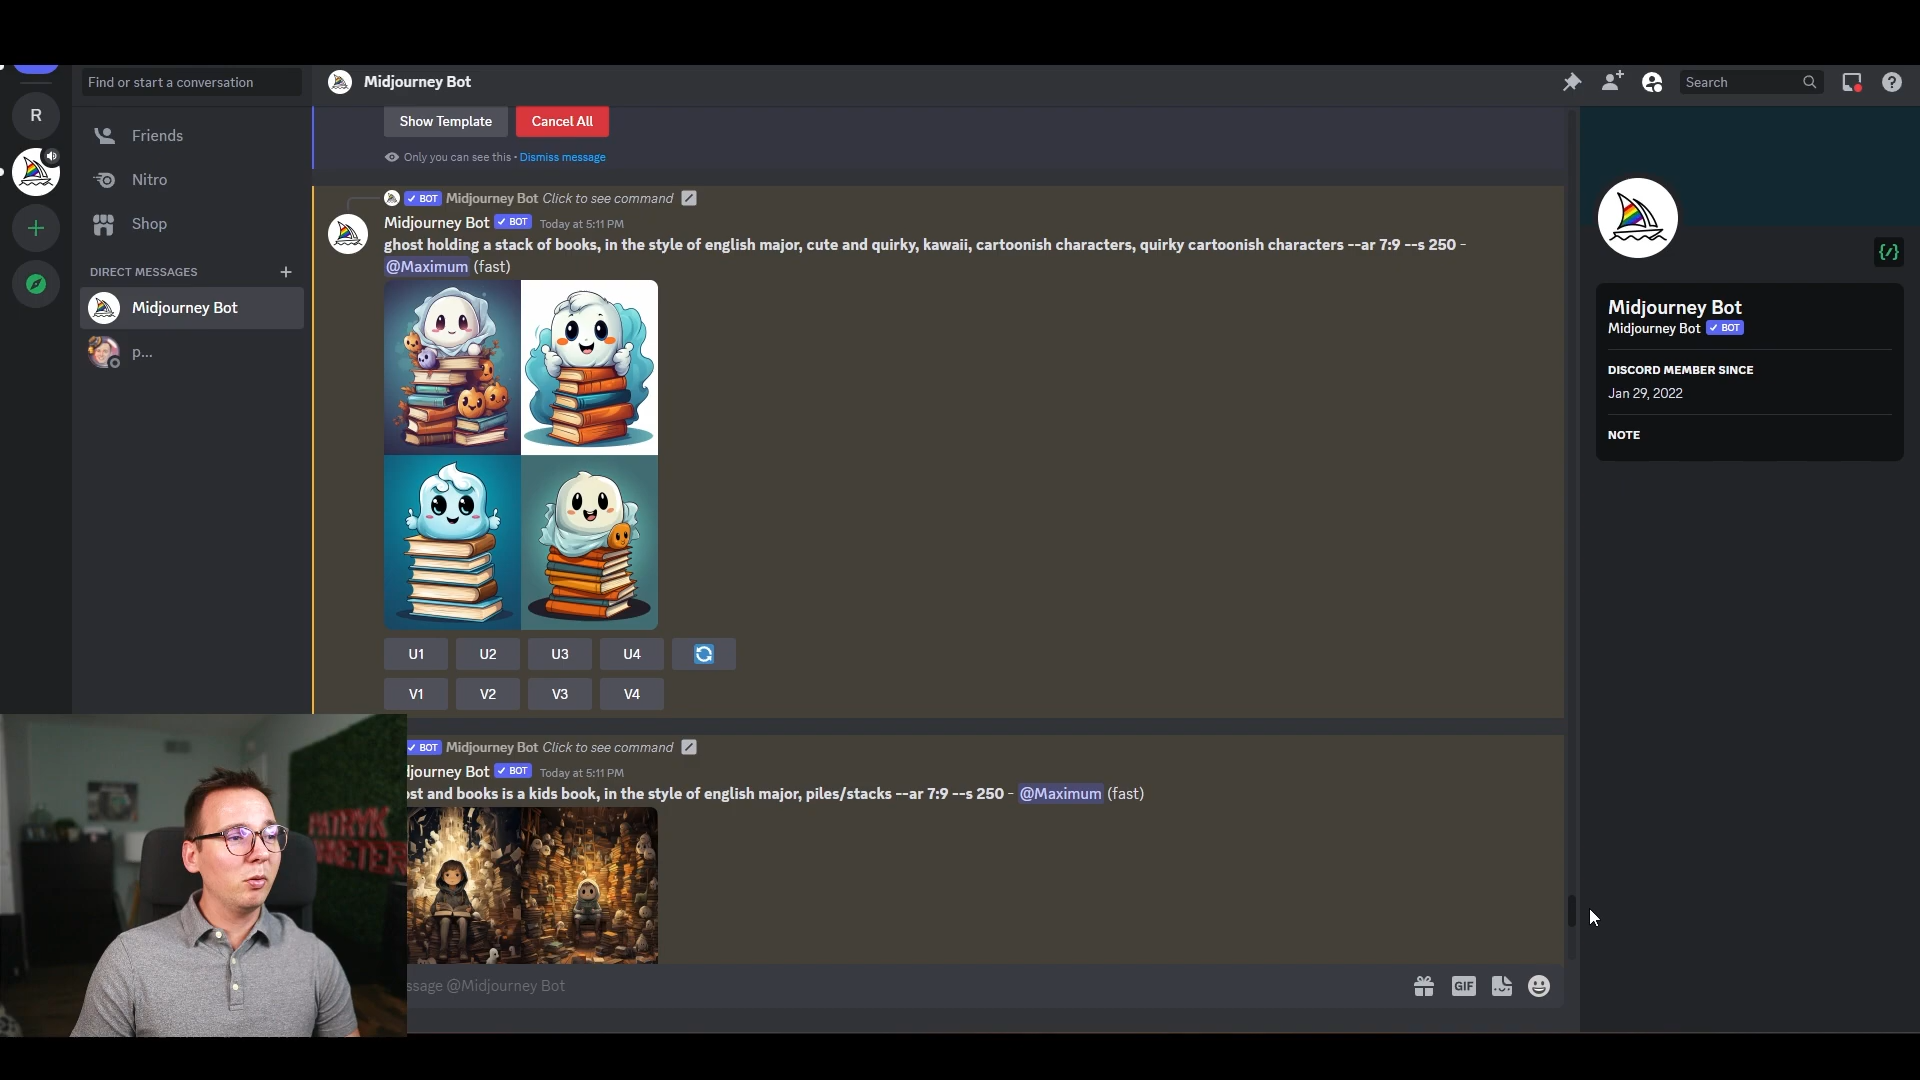 Find or start a conversation
Midjourney Bot
Search
R
Friends
Nitro
Shop
DIRECT MESSAGES
Midjourney Bot
p...
Show Template
Cancel All
Only you can see this • Dismiss message
BOT Midjourney Bot Click to see command
Midjourney Bot BOT Today at 5:11 PM
ghost holding a stack of books, in the style of english major, cute and quirky, kawaii, cartoonish characters, quirky cartoonish characters --ar 7:9 --s 250 -
@Maximum (fast)
U1 U2 U3 U4
V1 V2 V3 V4
BOT Midjourney Bot Click to see command
djourney Bot BOT Today at 5:11 PM
ost and books is a kids book, in the style of english major, piles/stacks --ar 7:9 --s 250 - @Maximum (fast)
ssage @Midjourney Bot
GIF
Midjourney Bot
Midjourney Bot BOT
DISCORD MEMBER SINCE
Jan 29, 2022
NOTE
PATRYK